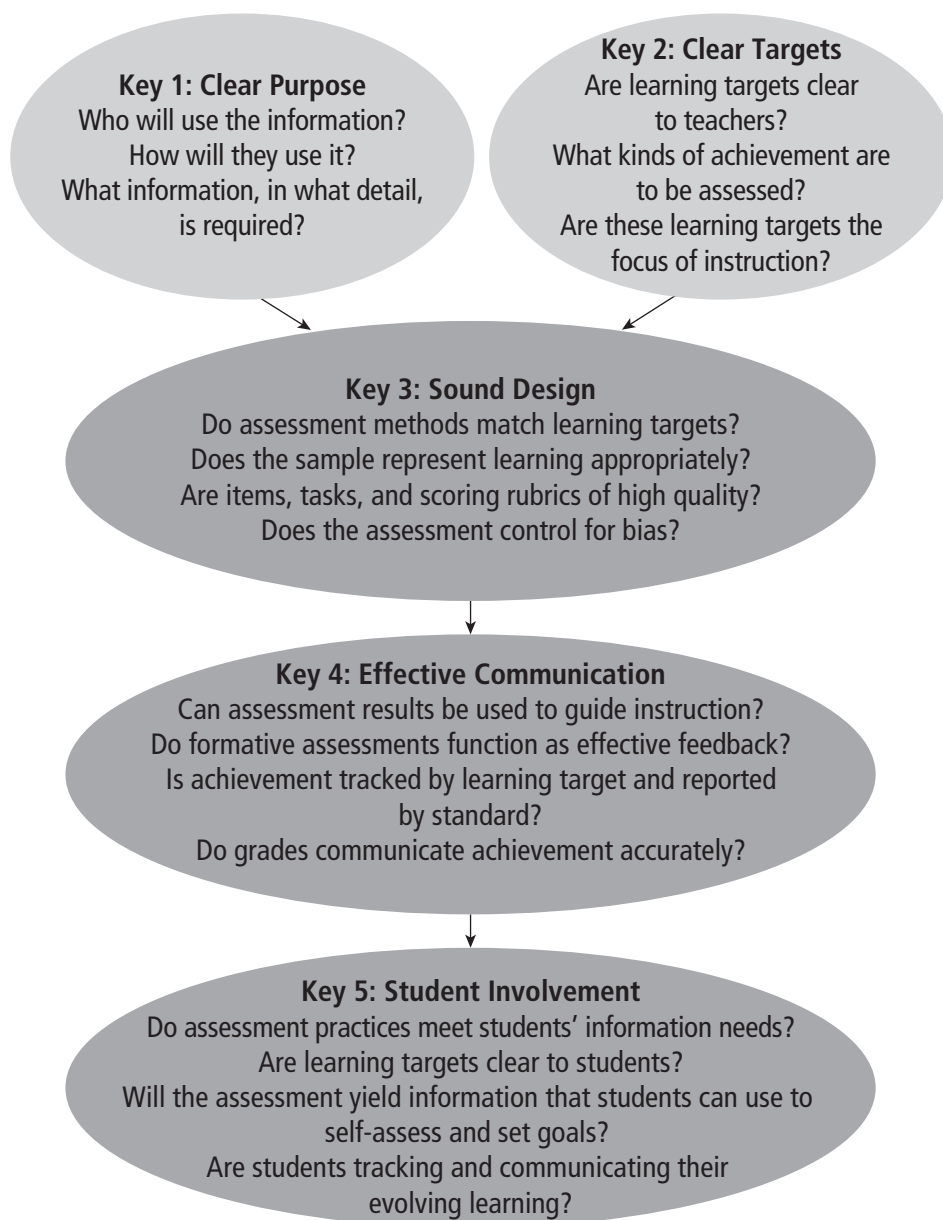 Key 1: Clear Purpose
Who will use the information?
How will they use it?
What information, in what detail,
is required?
Key 2: Clear Targets
Are learning targets clear
to teachers?
What kinds of achievement are
to be assessed?
Are these learning targets the
focus of instruction?
Key 3: Sound Design
Do assessment methods match learning targets?
Does the sample represent learning appropriately?
Are items, tasks, and scoring rubrics of high quality?
Does the assessment control for bias?
Key 4: Effective Communication
Can assessment results be used to guide instruction?
Do formative assessments function as effective feedback?
Is achievement tracked by learning target and reported
by standard?
Do grades communicate achievement accurately?
Key 5: Student Involvement
Do assessment practices meet students’ information needs?
Are learning targets clear to students?
Will the assessment yield information that students can use to
self-assess and set goals?
Are students tracking and communicating their
evolving learning?